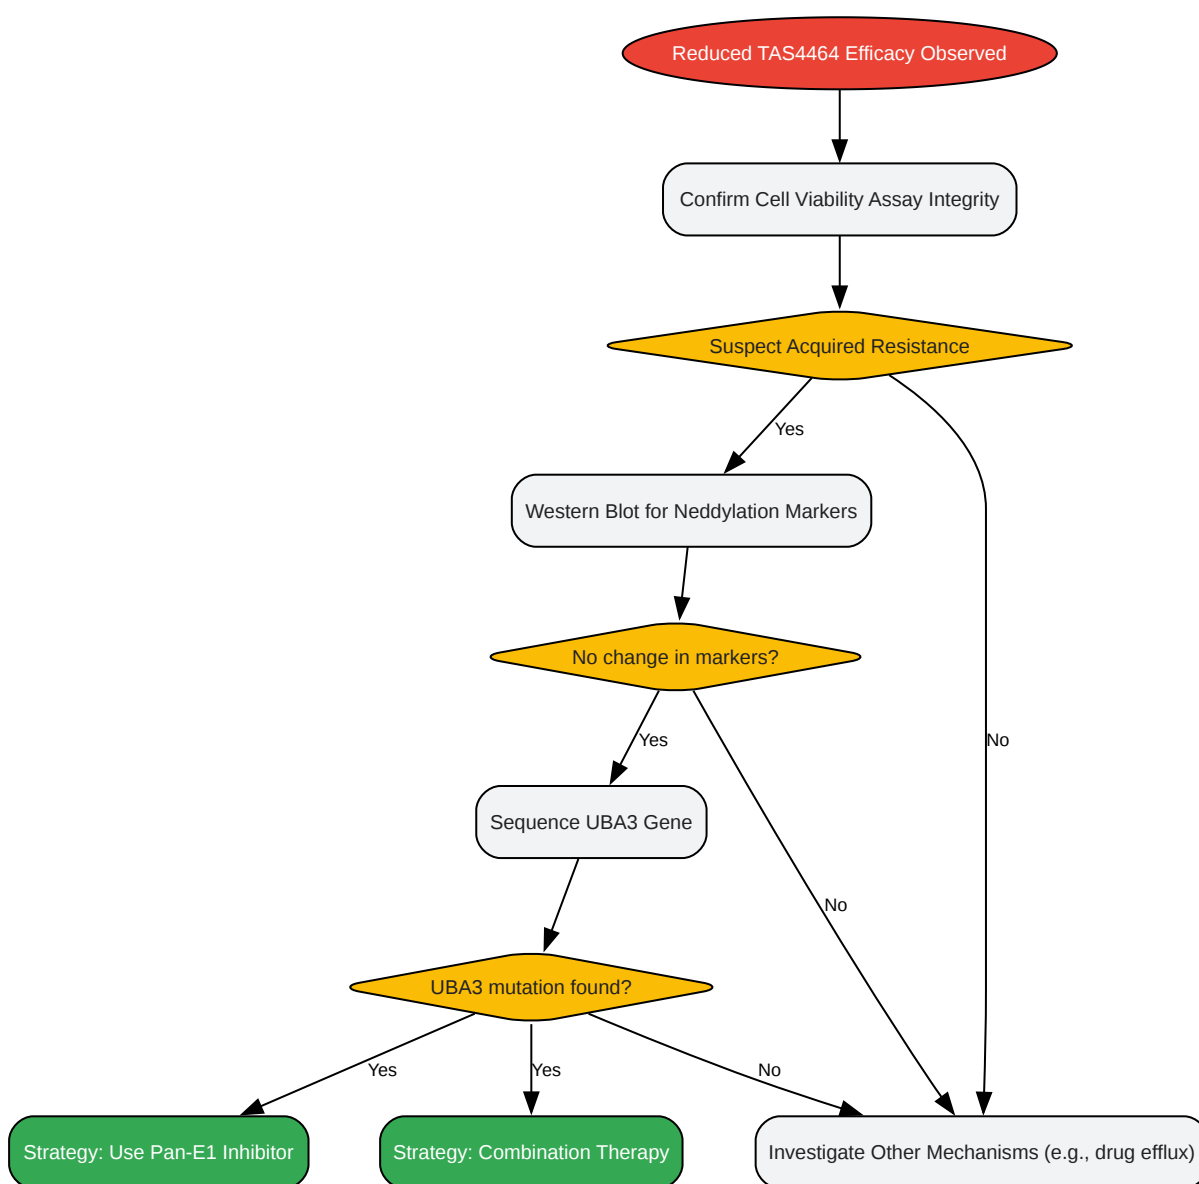 Reduced TAS4464 Efficacy Observed
Confirm Cell Viability Assay Integrity
Suspect Acquired Resistance
Yes
Western Blot for Neddylation Markers
No change in markers?
Yes
No
Sequence UBA3 Gene
No
UBA3 mutation found?
Yes
Yes
No
Strategy: Use Pan-E1 Inhibitor
Strategy: Combination Therapy
Investigate Other Mechanisms (e.g., drug efflux)